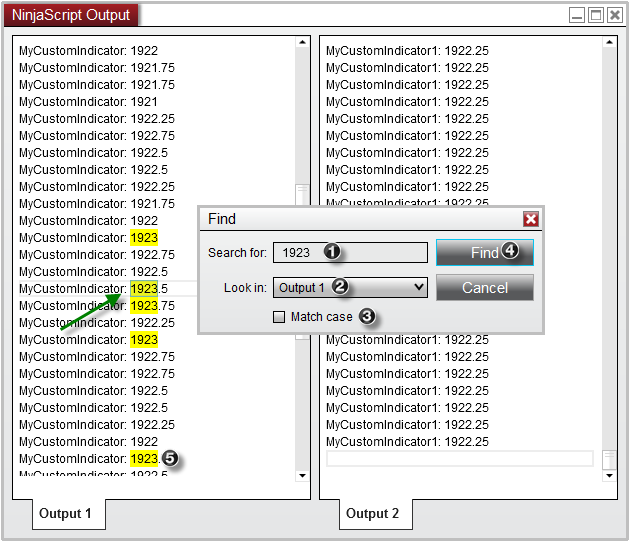 NinjaScript Output
MyCustomIndicator: 1922
MyCustomIndicator: 1921.75
MyCustomIndicator: 1921.75
MyCustomIndicator: 1921
MyCustomIndicator: 1922.25
MyCustomIndicator: 1922.75
MyCustomIndicator: 1922.5
MyCustomIndicator: 1922.5
MyCustomIndicator: 1922.25
MyCustomIndicator: 1921.75
MyCustomIndicator: 1922
MyCustomIndicator: 1923
MyCustomIndicator: 1922.75
MyCustomIndicator: 1922.5
MyCustomIndicator: 1923.5
MyCustomIndicator: 1923.75
MyCustomIndicator: 1922.25
MyCustomIndicator: 1923
MyCustomIndicator: 1922.75
MyCustomIndicator: 1922.75
MyCustomIndicator: 1922.5
MyCustomIndicator: 1922.5
MyCustomIndicator: 1922.25
MyCustomIndicator: 1922
MyCustomIndicator: 1923. 5
MyCustomIndicator: 1922.5
Output 1
MyCustomIndicator1: 1922.25
MyCustomIndicator1: 1922.25
MyCustomIndicator1: 1922.25
MyCustomIndicator1: 1922.25
MyCustomIndicator1: 1922.25
MyCustomIndicator1: 1922.25
MyCustomIndicator1: 1922.25
MyCustomIndicator1: 1922.25
MyCustomIndicator1: 1922.25
MyCustomIndicator1: 1922.25
Find
Search for: 1923 1 Find 4
Look in: Output 1 2 Cancel
Match case 3
MyCustomIndicator1: 1922.25
MyCustomIndicator1: 1922.25
MyCustomIndicator1: 1922.25
MyCustomIndicator1: 1922.25
MyCustomIndicator1: 1922.25
MyCustomIndicator1: 1922.25
MyCustomIndicator1: 1922.25
Output 2